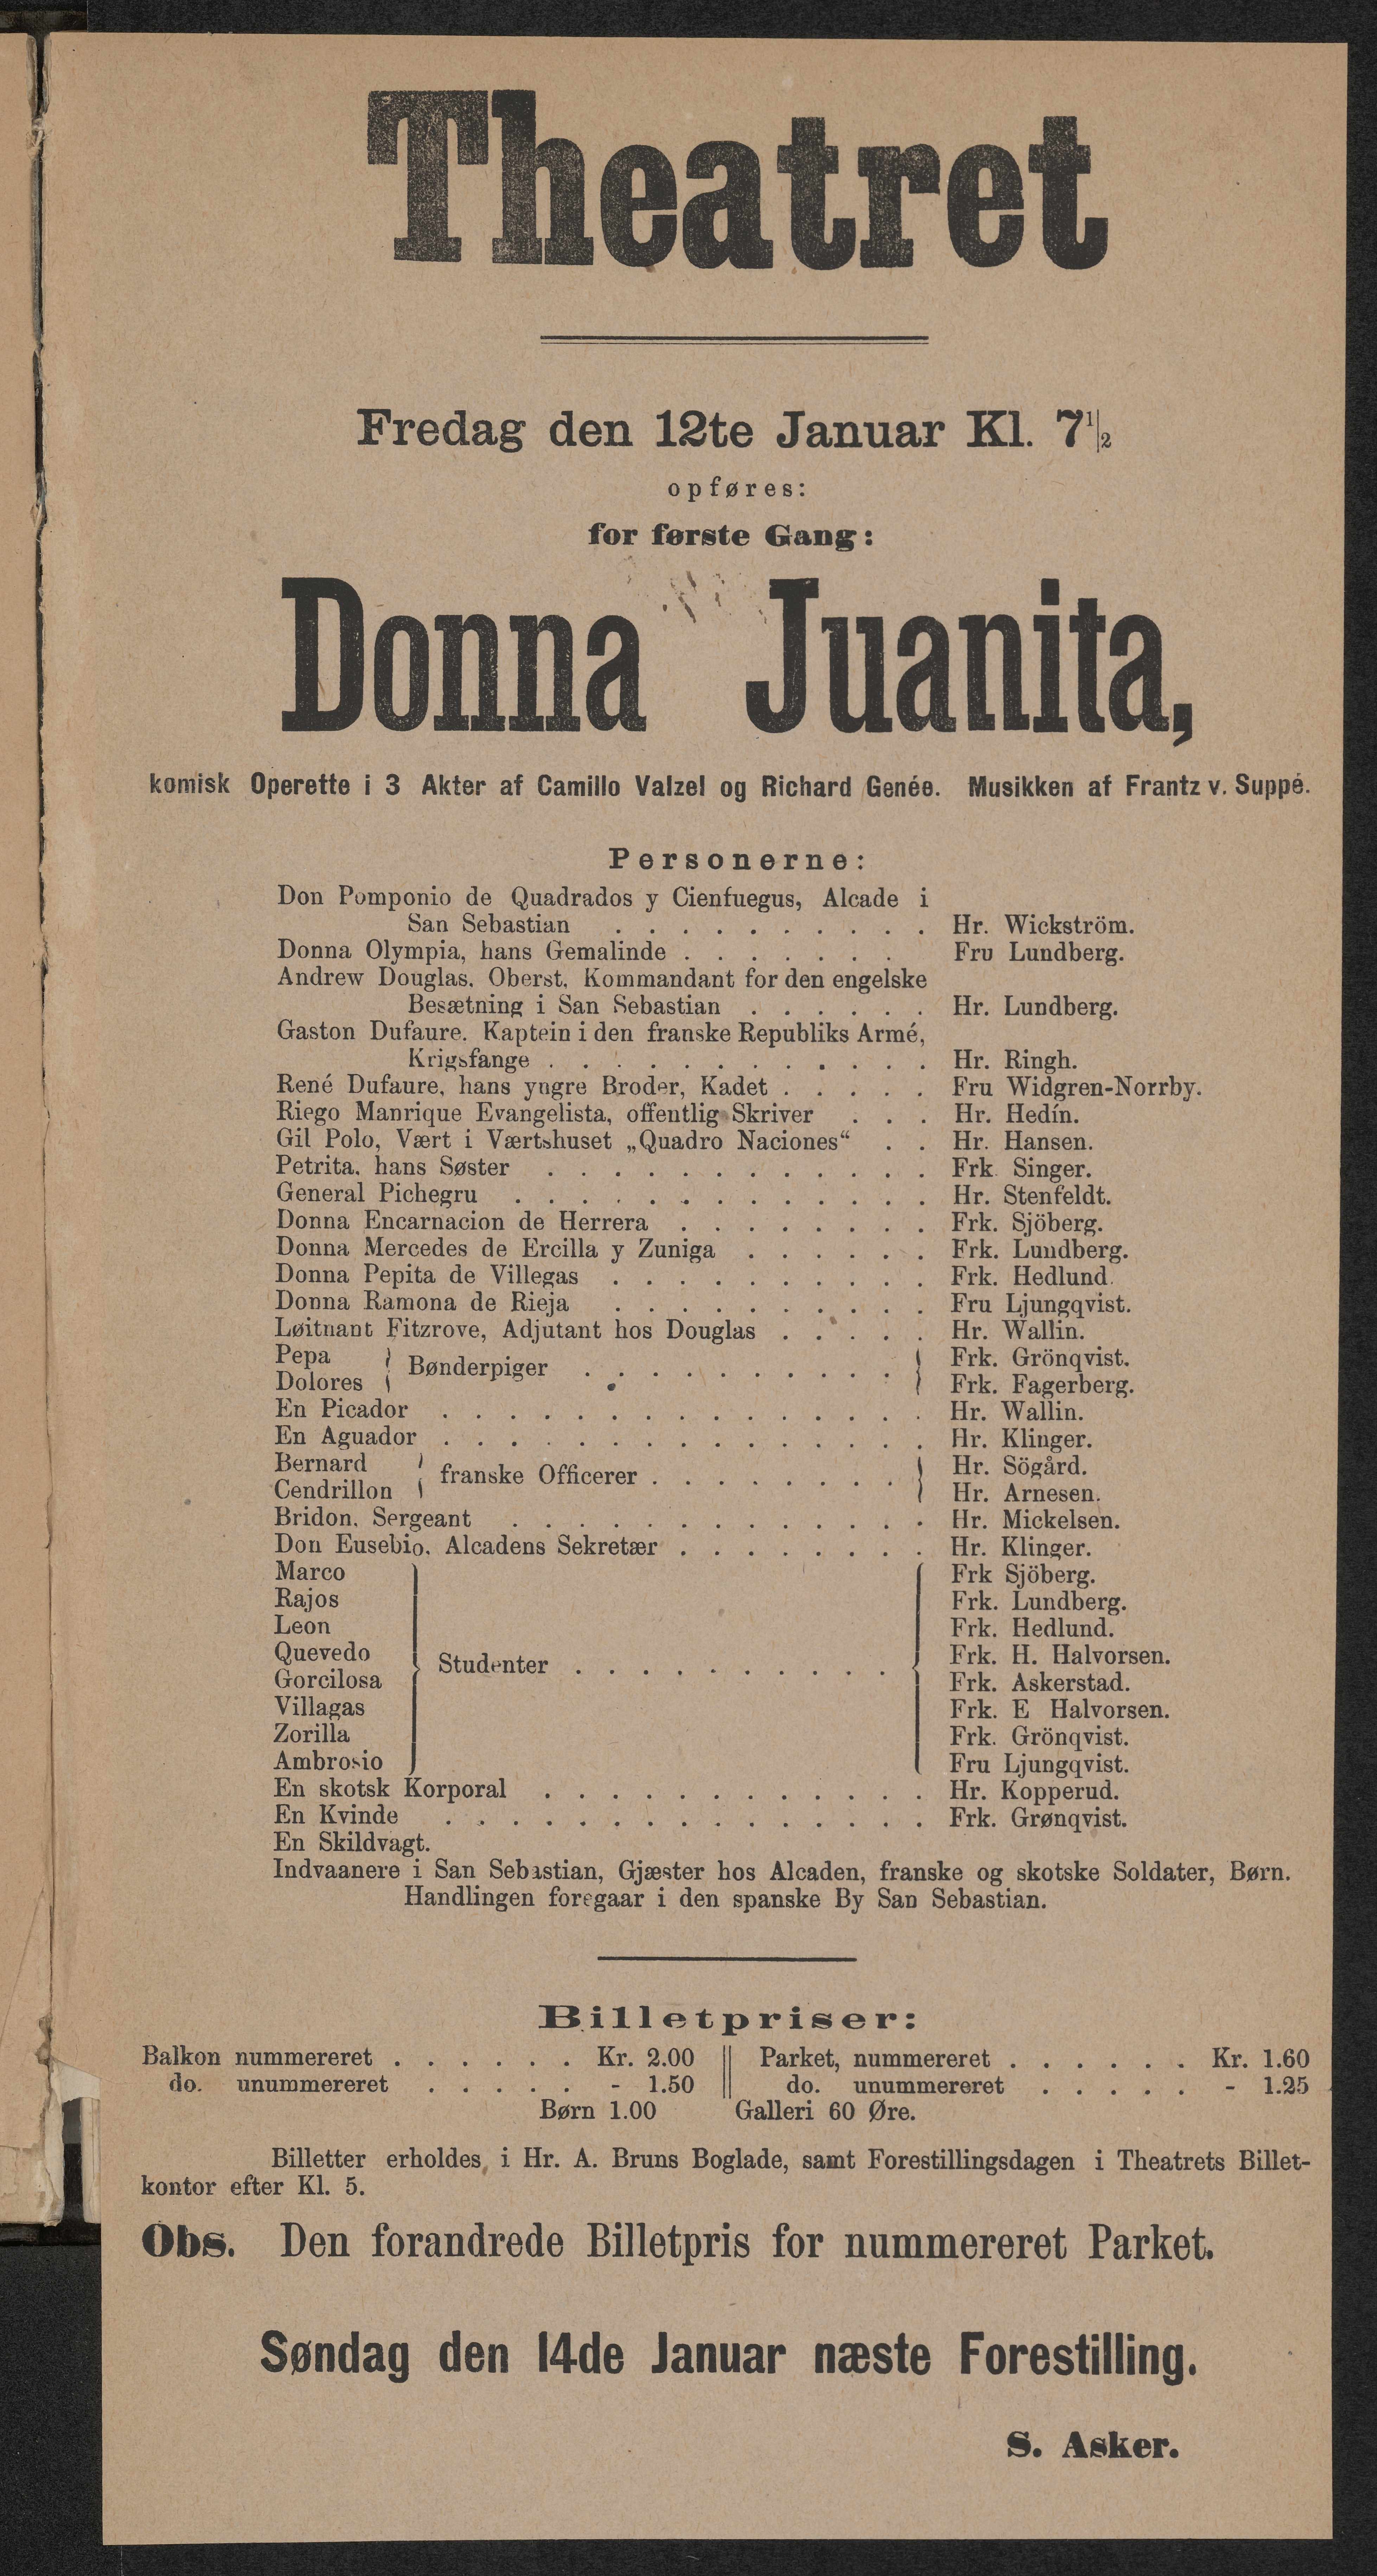 Theatret
Fredag den 12te Januar Kl. 7 1/2
opføres:
for første Gang:
Donna Juanita,
komisk Operette i 3 Akter af Camillo Valzel og Richard Genée. Musikken af Frantz v. Suppé.
Personerne:
Don Pomponio de Quadrados y Cienfuegus, Alcade i
San Sebastian . . . . . . . . . . Hr. Wickström.
Donna Olympia, hans Gemalinde . . . . . . . Fru Lundberg.
Andrew Douglas. Oberst. Kommandant for den engelske
Besætning i San Sebastian . . . . . . Hr. Lundberg.
Gaston Dufaure. Kaptein i den franske Republiks Armé,
Krigsfange . . . . . . . . . . . . Hr. Ringh.
René Dufaure, hans yngre Broder, Kadet . . . . . Fru Widgren-Norrby.
Riego Manrique Evangelista, offentlig Skriver . . . Hr. Hedín.
Gil Polo, Vært i Værtshuset „Quadro Naciones“ . . Hr. Hansen.
Petrita. hans Søster . . . . . . . . . . . . Frk. Singer.
General Pichegru . . . . . . . . . . . . . Hr. Stenfeldt.
Donna Encarnacion de Herrera . . . . . . . . Frk. Sjöberg.
Donna Mercedes de Ercilla y Zuniga . . . . . . Frk. Lundberg.
Donna Pepita de Villegas . . . . . . . . . . Frk. Hedlund.
Donna Ramona de Rieja . . . . . . . . . . Fru Ljungqvist.
Løitnant Fitzrove, Adjutant hos Douglas . . . . . Hr. Wallin.
Pepa } Bønderpiger . . . . . . . . . . { Frk. Grönqvist.
Dolores } { Frk. Fagerberg.
En Picador . . . . . . . . . . . . . . . Hr. Wallin.
En Aguador . . . . . . . . . . . . . . . Hr. Klinger.
Bernard } franske Officerer . . . . . . . . { Hr. Sögård.
Cendrillon } { Hr. Arnesen.
Bridon. Sergeant . . . . . . . . . . . . . Hr. Mickelsen.
Don Eusebio. Alcadens Sekretær . . . . . . . . Hr. Klinger.
Marco } { Frk Sjöberg.
Rajos } { Frk. Lundberg.
Leon } { Frk. Hedlund.
Quevedo } Studenter . . . . . . . . . . { Frk. H. Halvorsen.
Gorcilosa } { Frk. Askerstad.
Villagas } { Frk. E Halvorsen.
Zorilla } { Frk. Grönqvist.
Ambrosio } { Fru Ljungqvist.
En skotsk Korporal . . . . . . . . . . . . Hr. Kopperud.
En Kvinde . . . . . . . . . . . . . . . Frk. Grønqvist.
En Skildvagt.
Indvaanere i San Sebastian, Gjæster hos Alcaden, franske og skotske Soldater, Børn.
Handlingen foregaar i den spanske By San Sebastian.
Billetpriser:
Balkon nummereret . . . . . . Kr. 2.00 || Parket, nummereret . . . . . . Kr. 1.60
do. unummereret . . . . . - 1.50 || do. unummereret . . . . . - 1.25
Børn 1.00 Galleri 60 Øre.
Billetter erholdes i Hr. A. Bruns Boglade, samt Forestillingsdagen i Theatrets Billet-
kontor efter Kl. 5.
Obs. Den forandrede Billetpris for nummereret Parket.
Søndag den 14de Januar næste Forestilling.
S. Asker.